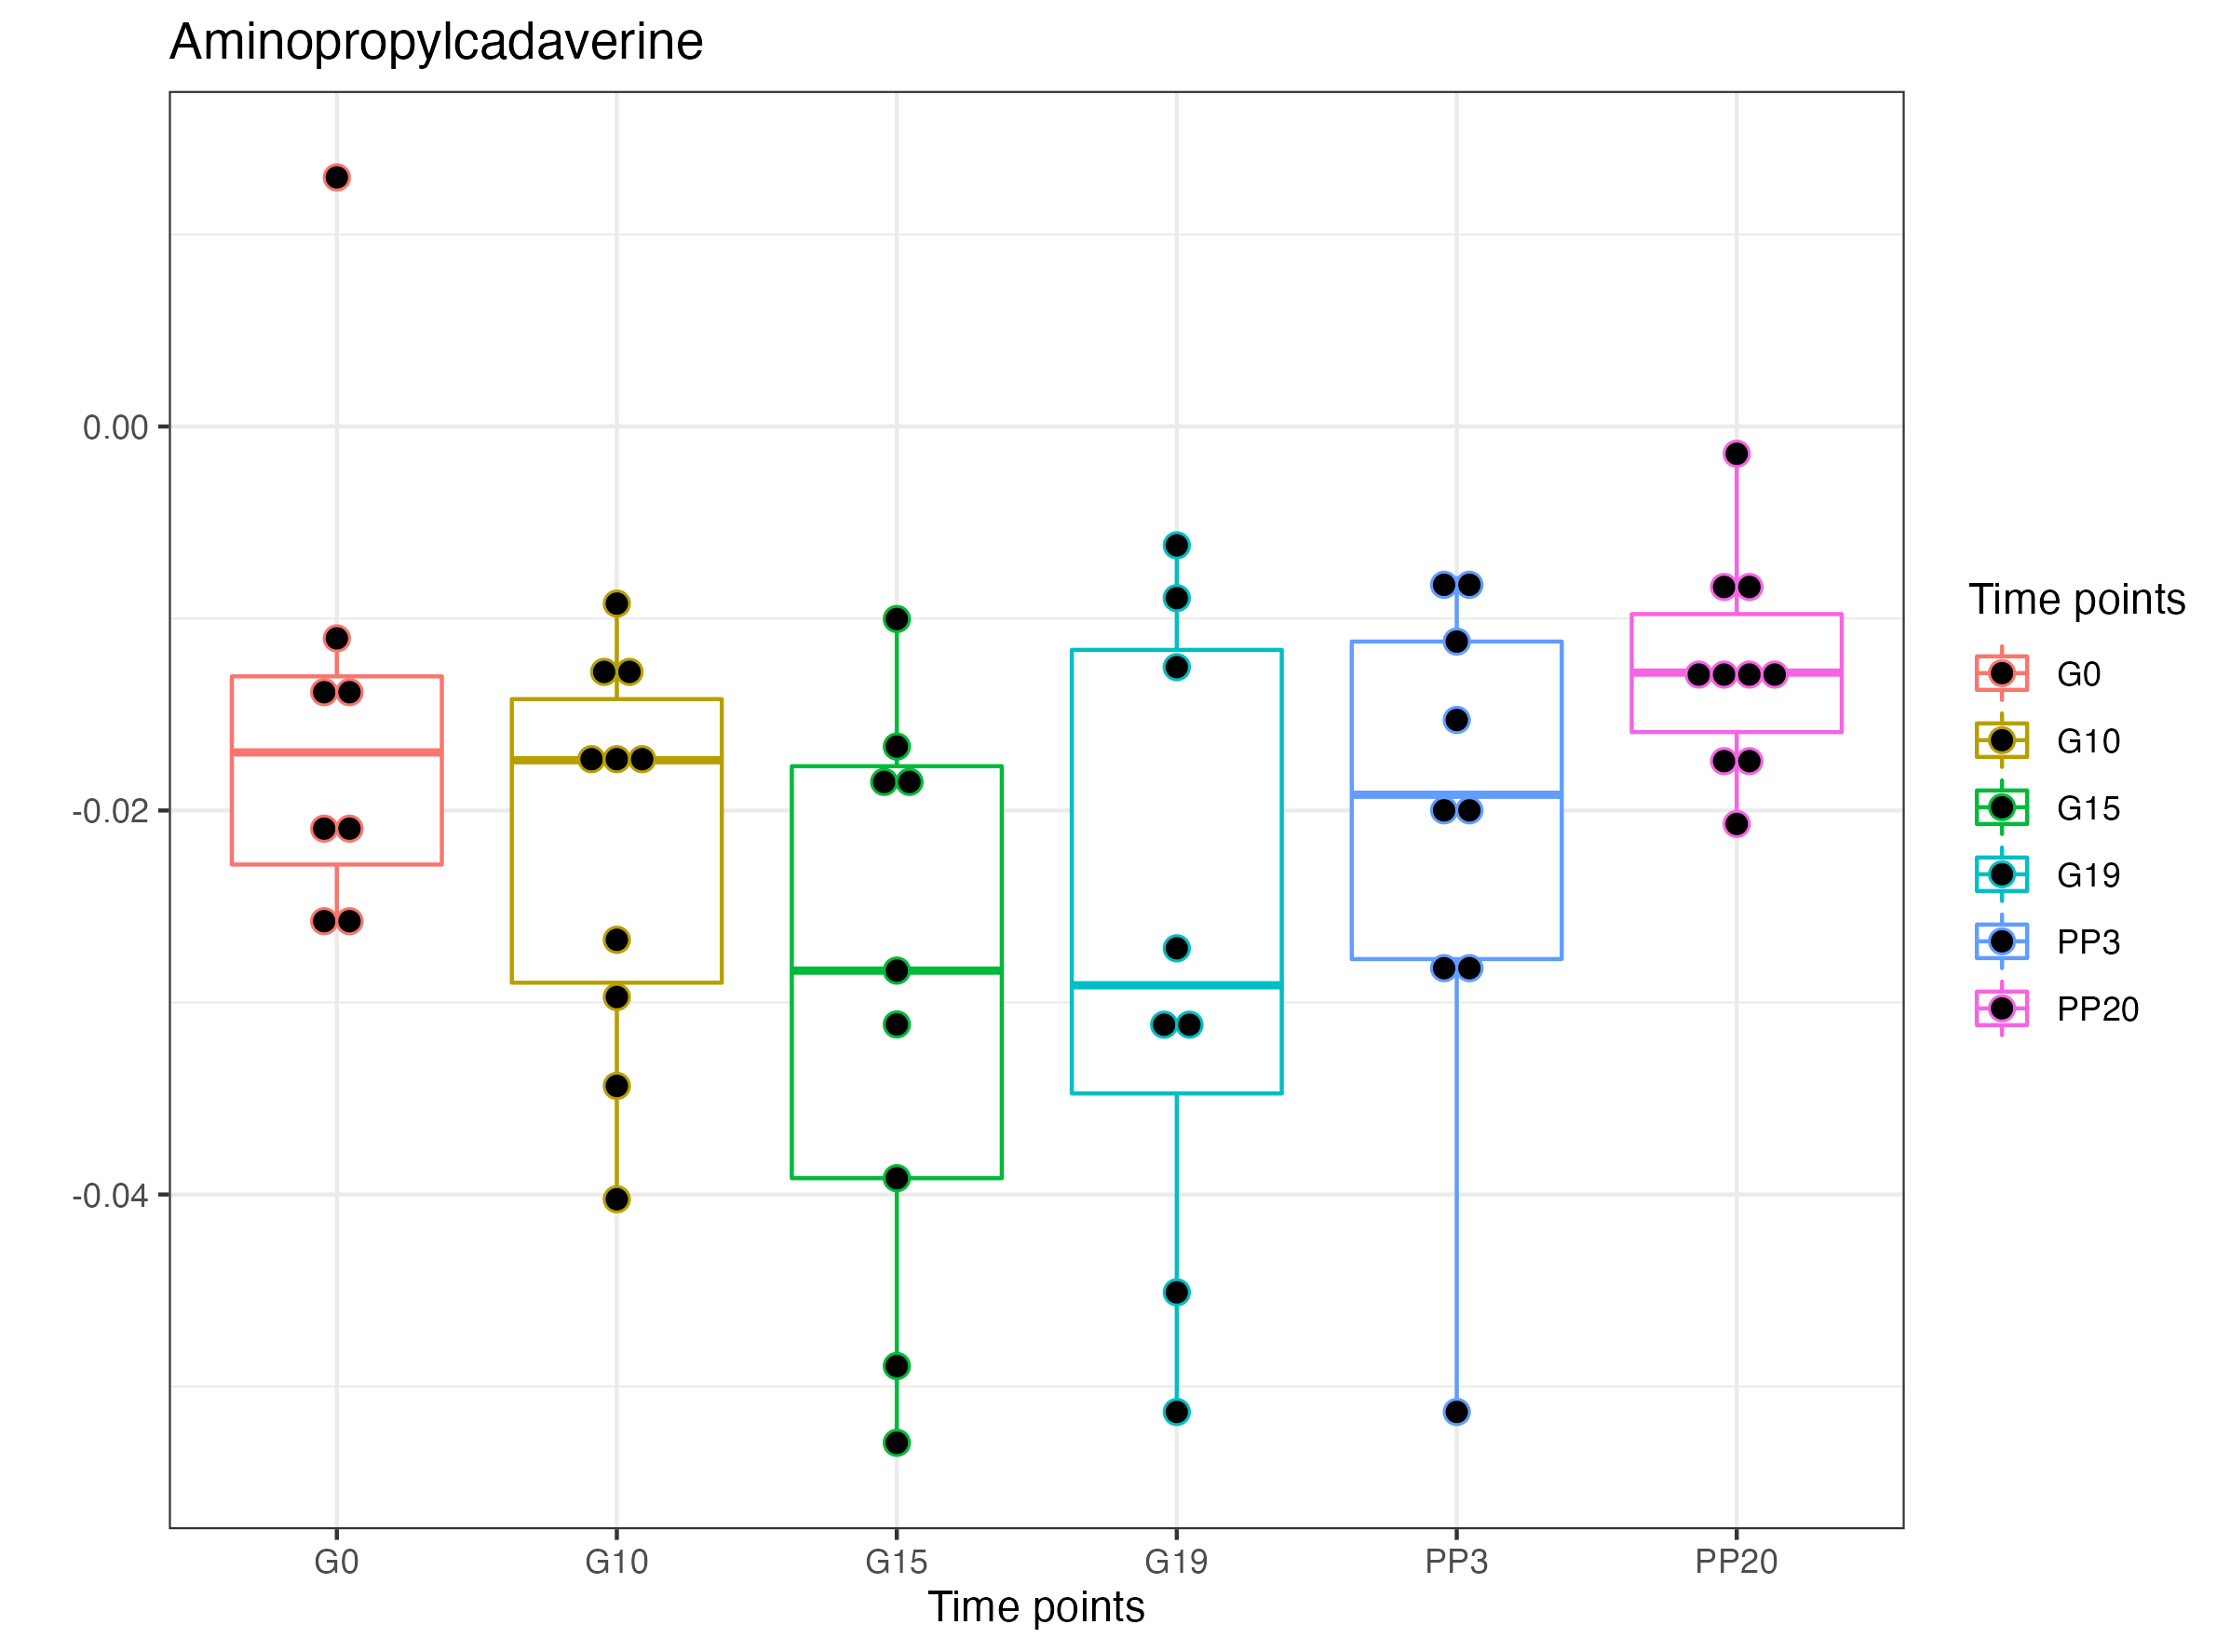 Aminopropylcadaverine
0.00
-0.02
-0.04
G0 G10 G15 G19 PP3 PP20
Time points
Time points
G0
G10
G15
G19
PP3
PP20